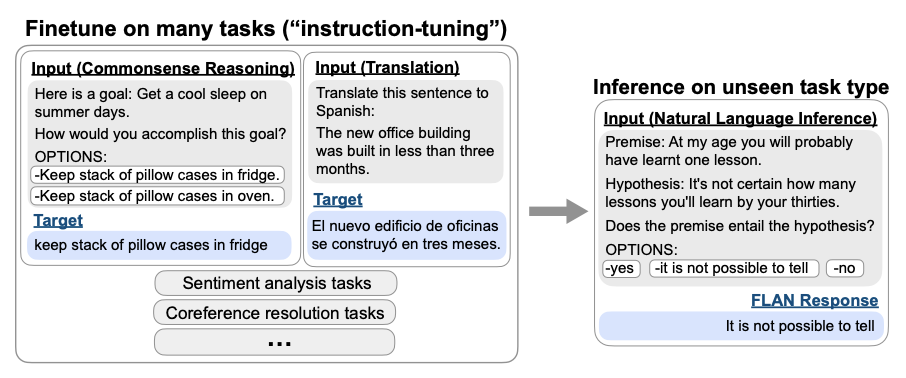 Finetune on many tasks (“instruction-tuning”)
Input (Commonsense Reasoning)
Here is a goal: Get a cool sleep on
summer days.
How would you accomplish this goal?
OPTIONS:
-Keep stack of pillow cases in fridge.
-Keep stack of pillow cases in oven.
Target
keep stack of pillow cases in fridge
Input (Translation)
Translate this sentence to
Spanish:
The new office building
was built in less than three
months.
Target
El nuevo edificio de oficinas
se construyó en tres meses.
Sentiment analysis tasks
Coreference resolution tasks
...
Inference on unseen task type
Input (Natural Language Inference)
Premise: At my age you will probably
have learnt one lesson.
Hypothesis: It's not certain how many
lessons you'll learn by your thirties.
Does the premise entail the hypothesis?
OPTIONS:
-yes -it is not possible to tell -no
FLAN Response
It is not possible to tell